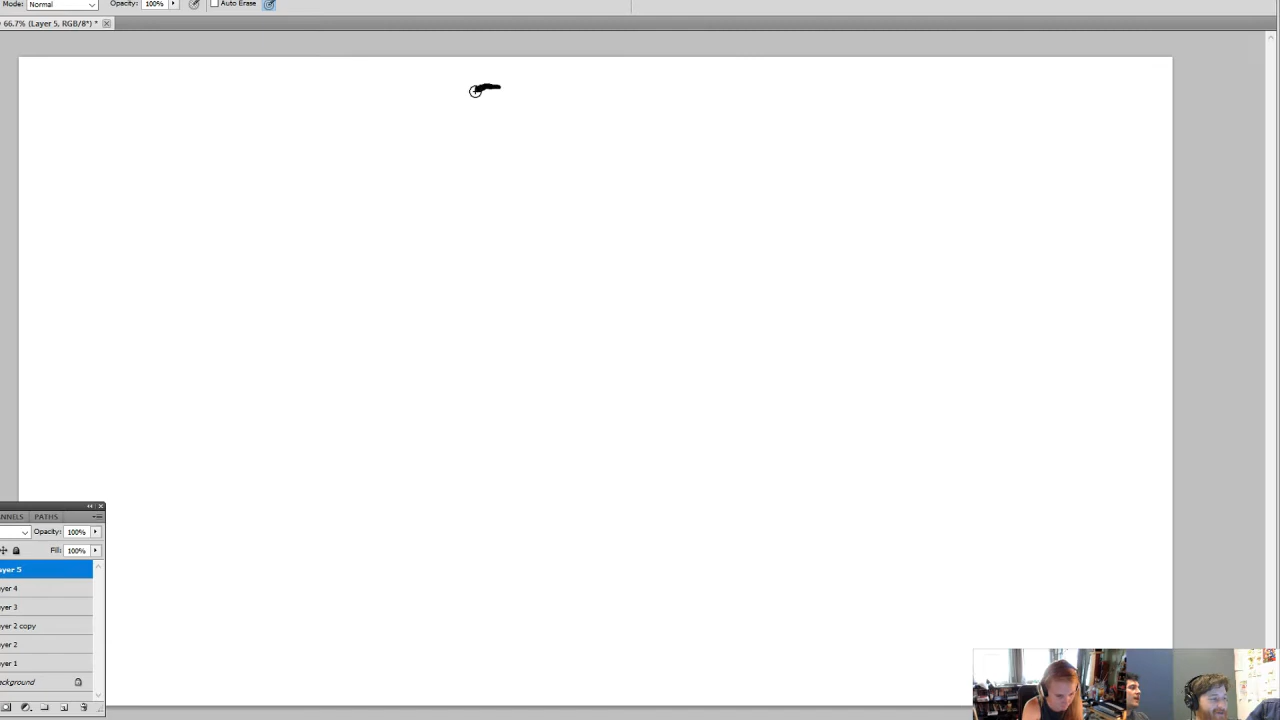 Mode: Normal Opacity: 100% Auto Erase
66.7% (Layer 5, RGB/8*) *
NNELS PATHS
Opacity: 100%
Fill: 100%
ayer 5
ayer 4
ayer 3
ayer 2 copy
ayer 2
ayer 1
ackground